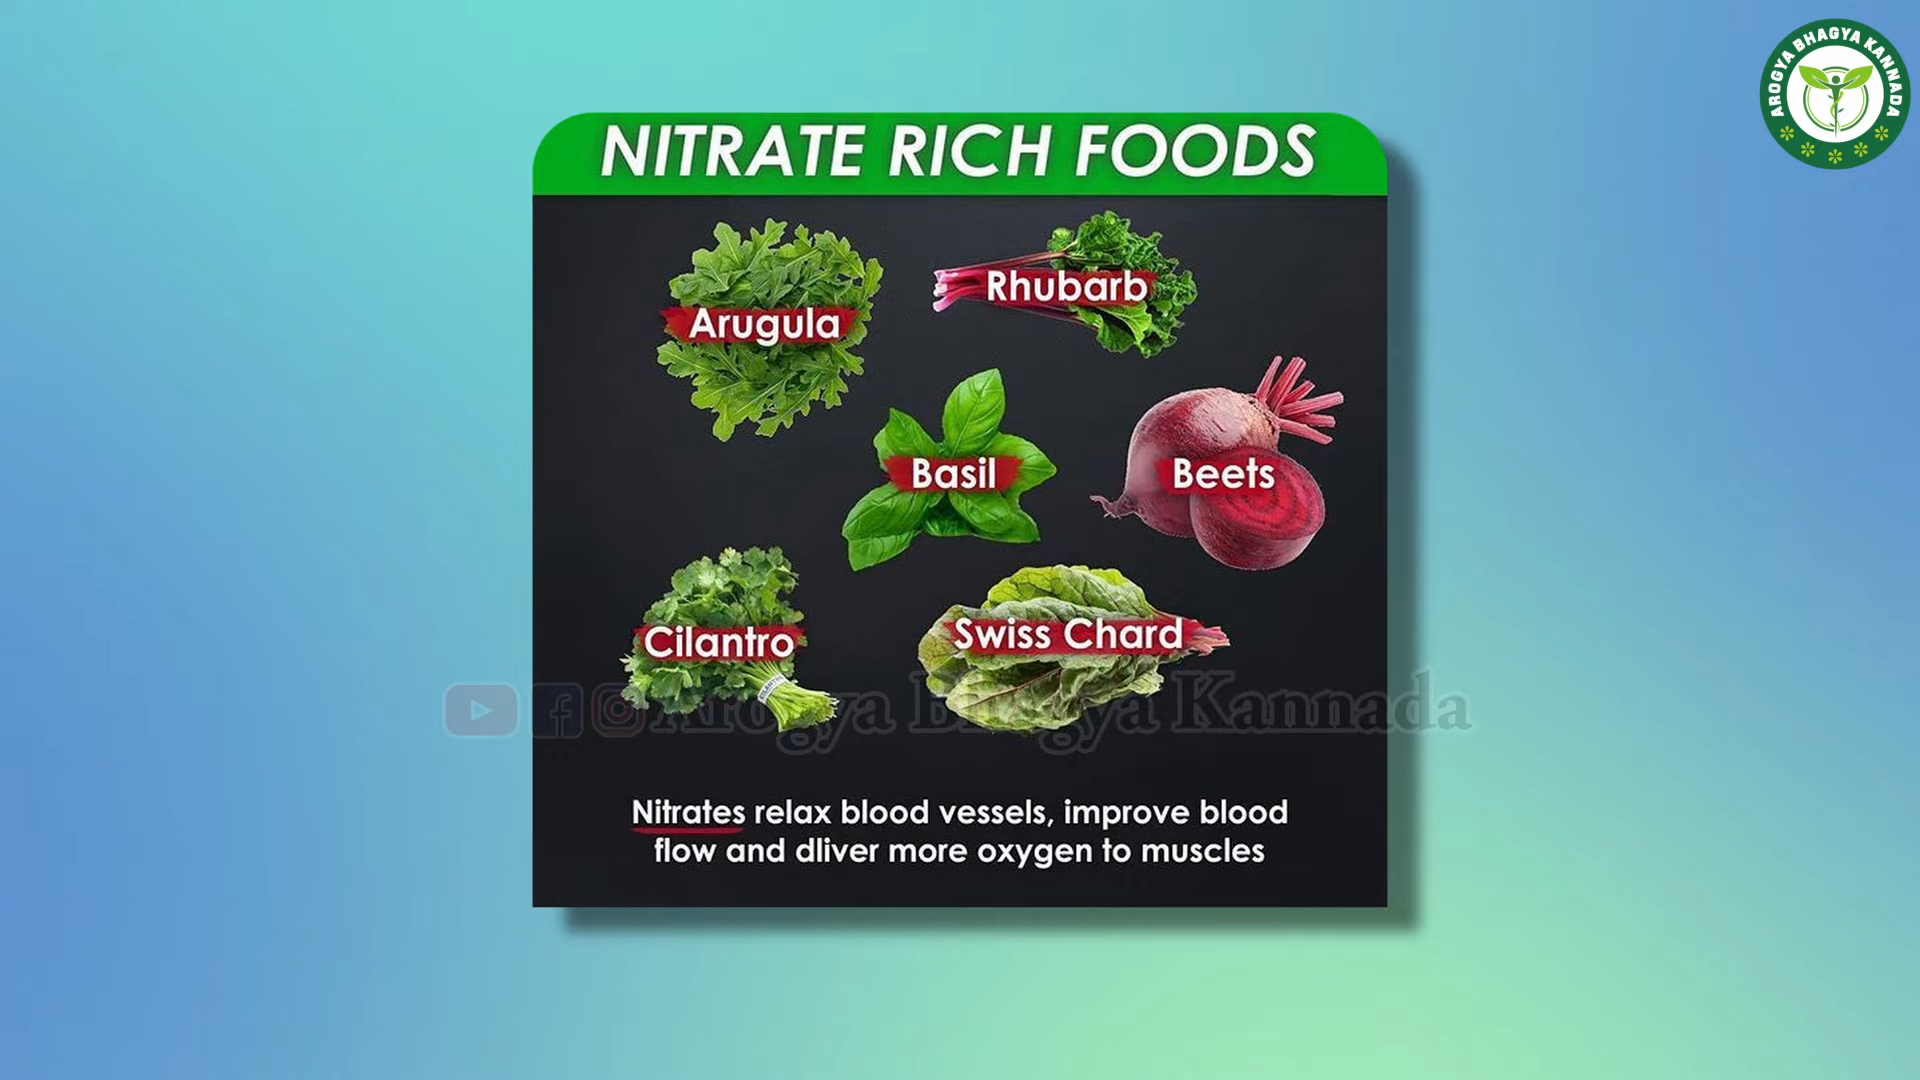 AROGYA BHAGYA KANNADA
NITRATE RICH FOODS
Rhubarb
Arugula
Basil
Beets
Cilantro
Swiss Chard
Arogya Bhagya Kannada
Nitrates relax blood vessels, improve blood
flow and dliver more oxygen to muscles